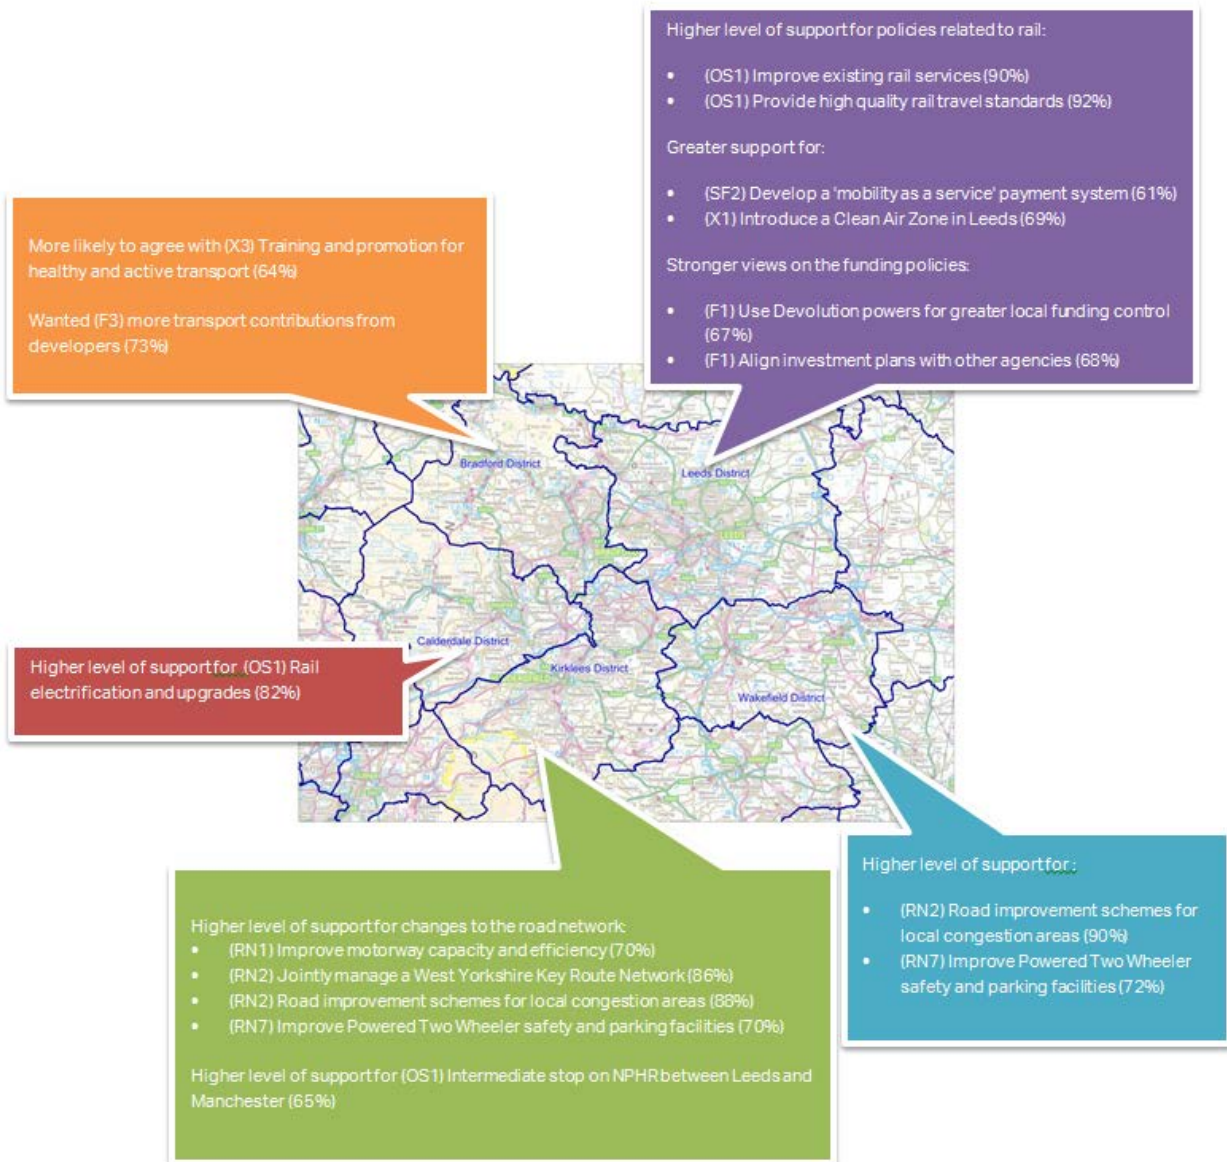 Higher level of support for policies related to rail:
• (OS1) Improve existing rail services (90%)
• (OS1) Provide high quality rail travel standards (92%)
Greater support for:
• (SF2) Develop a 'mobility as a service' payment system (61%)
• (X1) Introduce a Clean Air Zone in Leeds (69%)
Stronger views on the funding policies:
• (F1) Use Devolution powers for greater local funding control
(67%)
• (F1) Align investment plans with other agencies (68%)
More likely to agree with (X3) Training and promotion for
healthy and active transport (64%)
Wanted (F3) more transport contributions from
developers (73%)
Bradford District
Leeds District
Calderdale District
Kirklees District
Wakefield District
Higher level of support for (OS1) Rail
electrification and upgrades (82%)
Higher level of support for changes to the road network:
• (RN1) Improve motorway capacity and efficiency (70%)
• (RN2) Jointly manage a West Yorkshire Key Route Network (86%)
• (RN2) Road improvement schemes for local congestion areas (88%)
• (RN7) Improve Powered Two Wheeler safety and parking facilities (70%)
Higher level of support for (OS1) Intermediate stop on NPHR between Leeds and
Manchester (65%)
Higher level of support for :
• (RN2) Road improvement schemes for
local congestion areas (90%)
• (RN7) Improve Powered Two Wheeler
safety and parking facilities (72%)